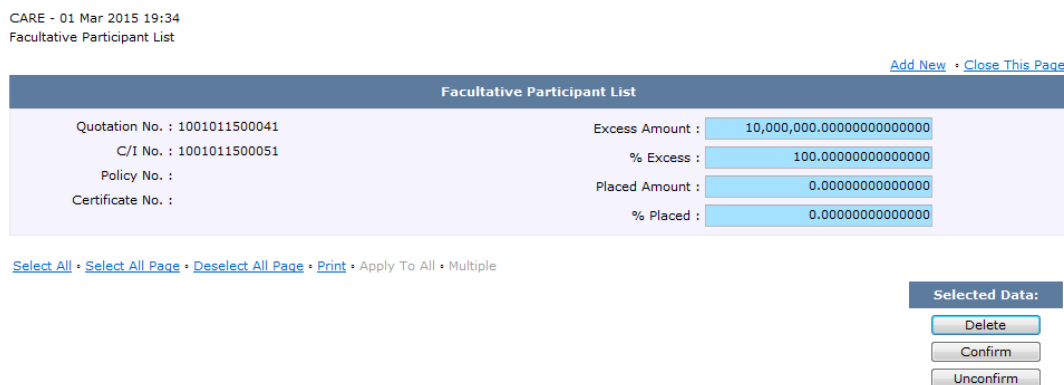 CARE - 01 Mar 2015 19:34
Facultative Participant List
Add New • Close This Page
Facultative Participant List
Quotation No. : 1001011500041
C/I No. : 1001011500051
Policy No. :
Certificate No. :
Excess Amount : 10,000,000.00000000000000
% Excess : 100.00000000000000
Placed Amount : 0.00000000000000
% Placed : 0.00000000000000
Select All • Select All Page • Deselect All Page • Print • Apply To All • Multiple
Selected Data:
Delete
Confirm
Unconfirm